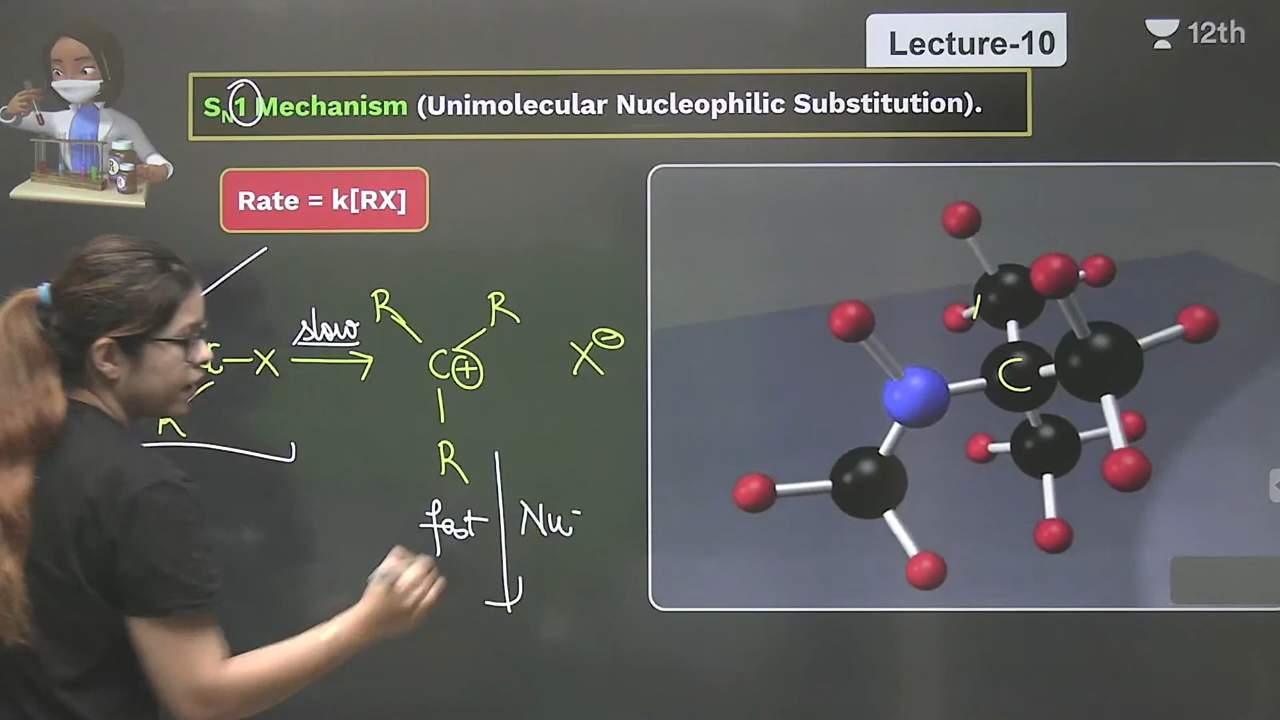 Lecture-10
12th
SN1 Mechanism (Unimolecular Nucleophilic Substitution).
Rate = k[RX]
R R
slow
C—X → C⊕ X⊖
R
R
fast Nu⁻
C